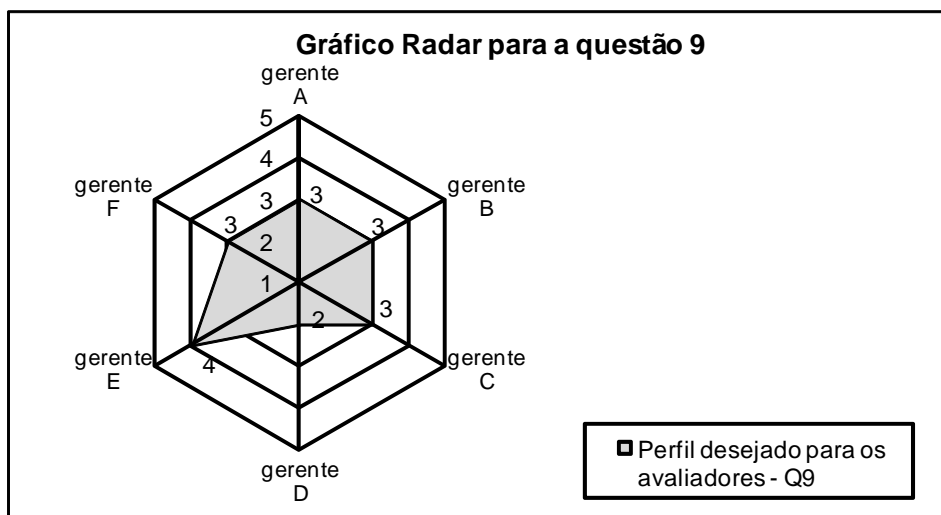 Gráfico Radar para a questão 9
gerente
A
5
4
3
2
1
3
gerente
B
3
gerente
C
3
gerente
D
2
gerente
E
4
gerente
F
3
Perfil desejado para os
avaliadores - Q9